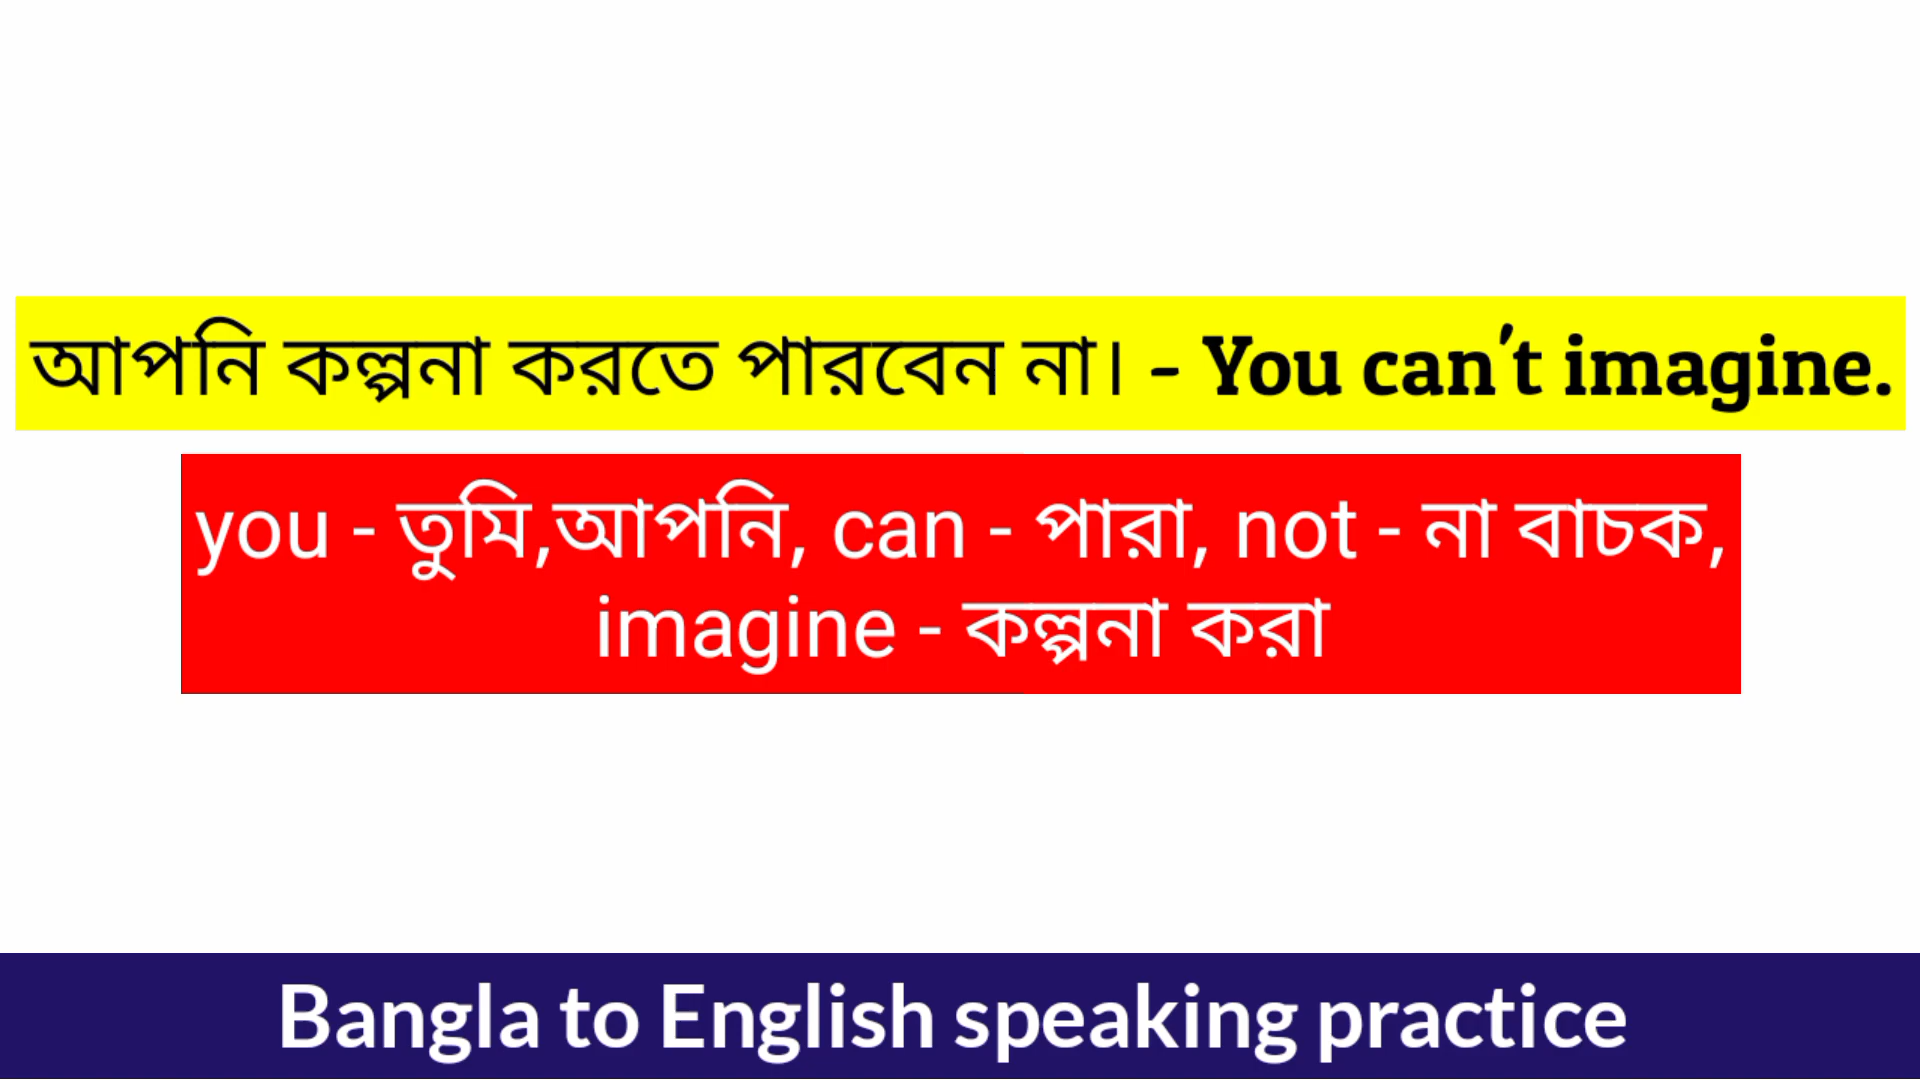 আপনি কল্পনা করতে পারবেন না। - You can't imagine.
you - তুমি,আপনি, can - পারা, not - না বাচক,
imagine - কল্পনা করা
Bangla to English speaking practice